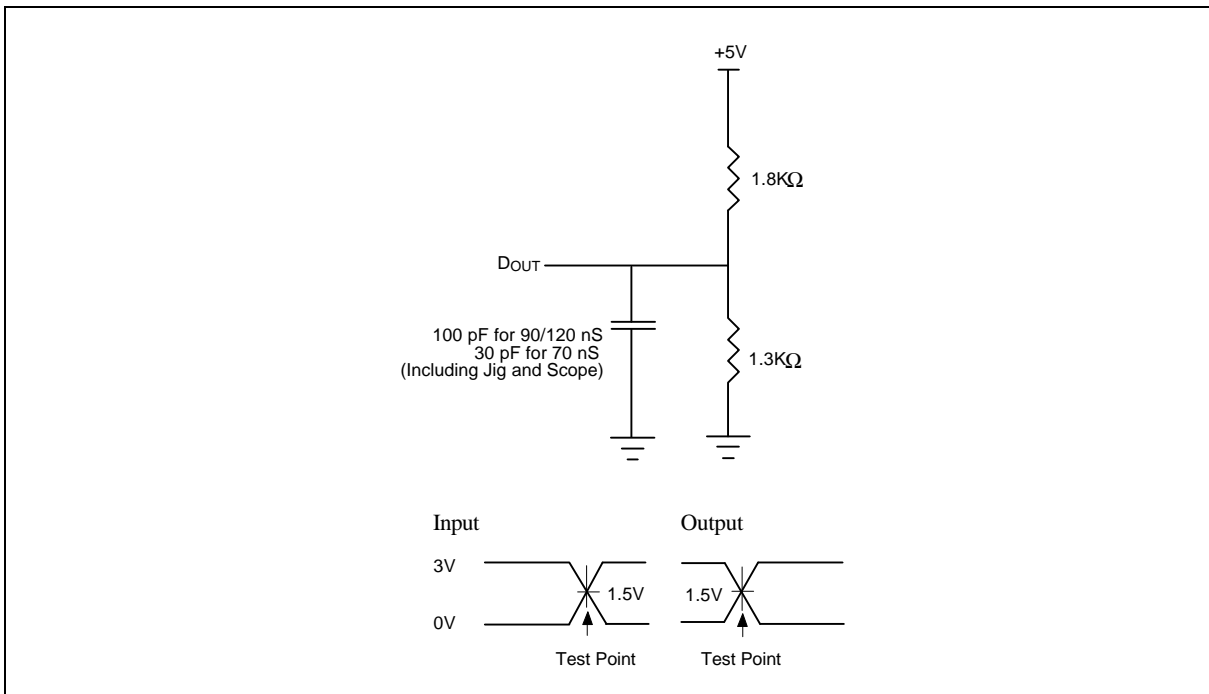 +5V
1.8KΩ
DOUT
100 pF for 90/120 nS
30 pF for 70 nS
(Including Jig and Scope)
1.3KΩ
Input
Output
3V
1.5V
1.5V
0V
Test Point
Test Point